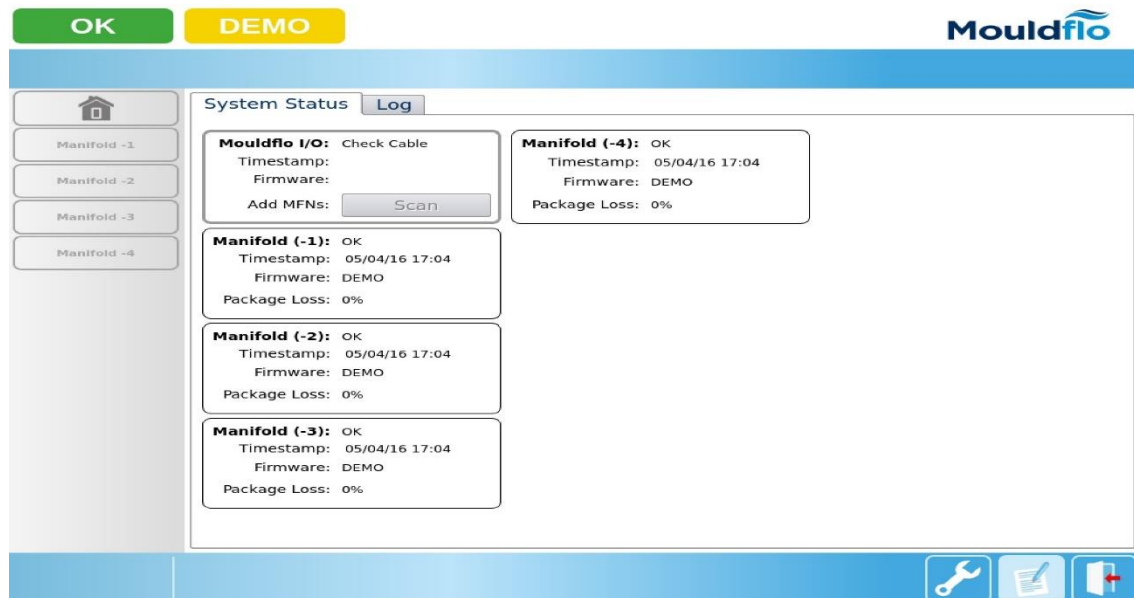 OK
DEMO
Mouldflo
System Status
Log
Manifold -1
Manifold -2
Manifold -3
Manifold -4
Mouldflo I/O: Check Cable
Timestamp:
Firmware:
Add MFNs: Scan
Manifold (-1): OK
Timestamp: 05/04/16 17:04
Firmware: DEMO
Package Loss: 0%
Manifold (-2): OK
Timestamp: 05/04/16 17:04
Firmware: DEMO
Package Loss: 0%
Manifold (-3): OK
Timestamp: 05/04/16 17:04
Firmware: DEMO
Package Loss: 0%
Manifold (-4): OK
Timestamp: 05/04/16 17:04
Firmware: DEMO
Package Loss: 0%